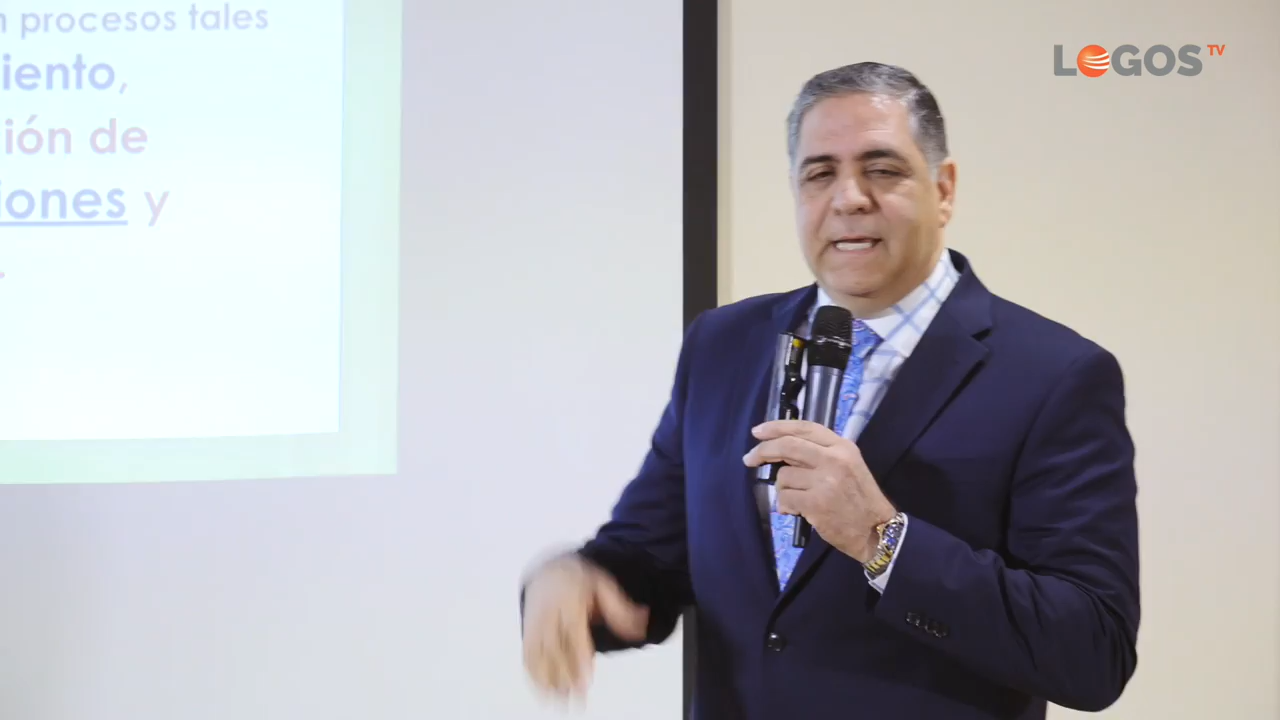 procesos tales
iento,
ión de
iones y
LOGOS TV